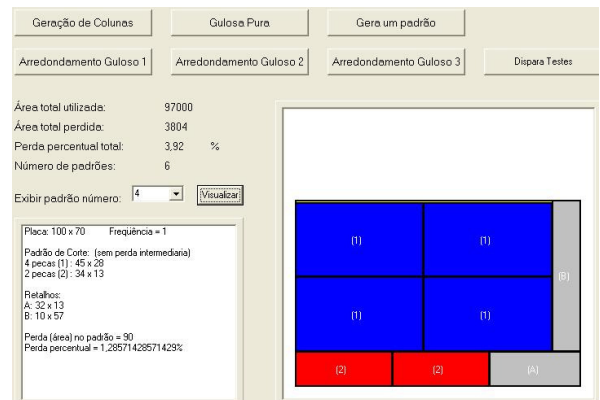 Geração de Colunas
Gulosa Pura
Gera um padrão
Arredondamento Guloso 1
Arredondamento Guloso 2
Arredondamento Guloso 3
Dispara Testes
Área total utilizada: 97000
Área total perdida: 3804
Perda percentual total: 3,92 %
Número de padrões: 6
Exibir padrão número: 4 Visualizar
Placa: 100 x 70 Freqüência = 1
Padrão de Corte: (sem perda intermediaria)
4 pecas (1) : 45 x 28
2 pecas (2) : 34 x 13
Retalhos:
A: 32 x 13
B: 10 x 57
Perda (área) no padrão = 90
Perda percentual = 1,28571428571429%
(1) (1)
(B)
(1) (1)
(2) (2) (A)